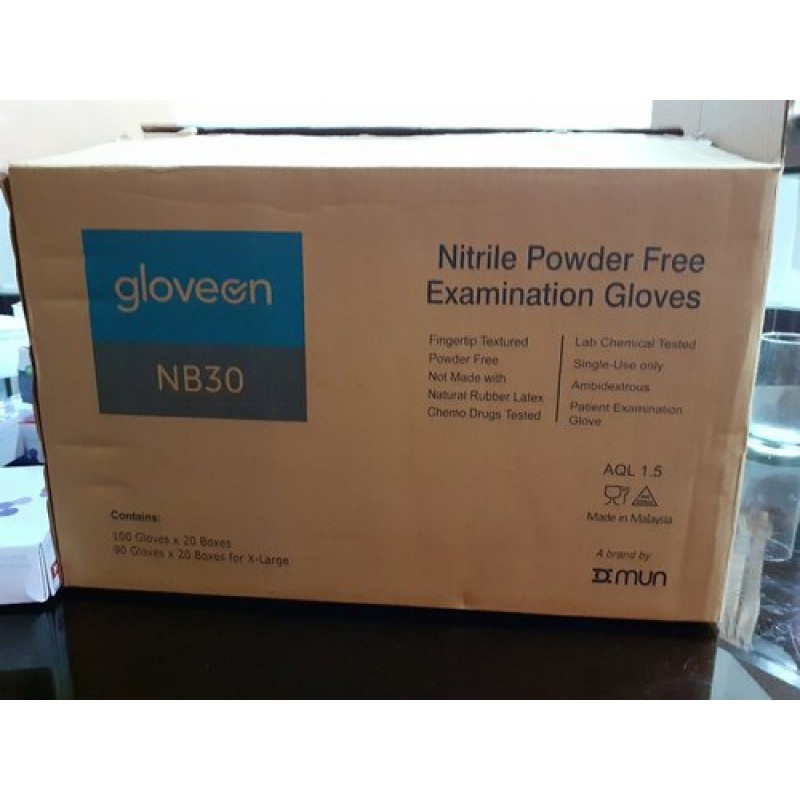 gloveon
NB30
Nitrile Powder Free
Examination Gloves
Fingertip Textured
Powder Free
Not Made with
Natural Rubber Latex
Chemo Drugs Tested
Lab Chemical Tested
Single-Use only
Ambidextrous
Patient Examination
Glove
AQL 1.5
Made in Malaysia
Contains:
100 Gloves x 20 Boxes
90 Gloves x 20 Boxes for X-Large
A brand by
mun